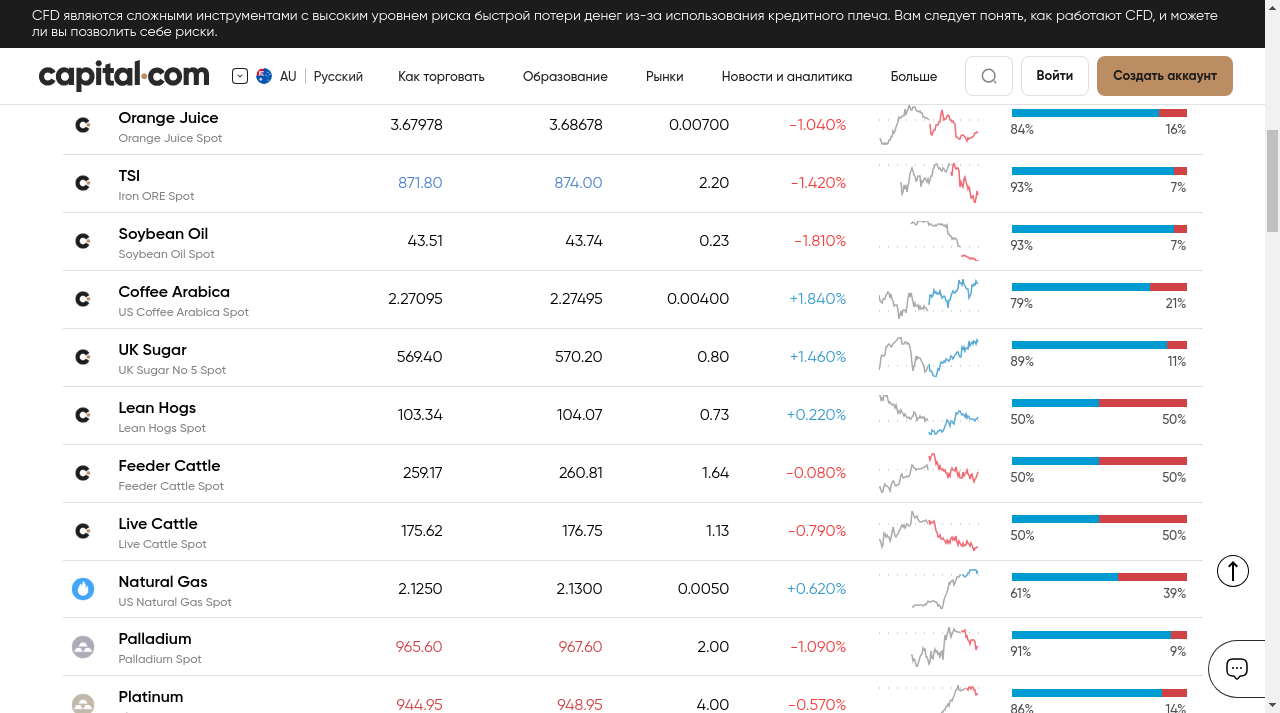 CFD являются сложными инструментами с высоким уровнем риска быстрой потери денег из-за использования кредитного плеча. Вам следует понять, как работают CFD, и можете
ли вы позволить себе риски.
capital.com AU Русский Как торговать Образование Рынки Новости и аналитика Больше Войти Создать аккаунт
Orange Juice 3.67978 3.68678 0.00700 -1.040%
Orange Juice Spot 84% 16%
TSI 871.80 874.00 2.20 -1.420%
Iron ORE Spot 93% 7%
Soybean Oil 43.51 43.74 0.23 -1.810%
Soybean Oil Spot 93% 7%
Coffee Arabica 2.27095 2.27495 0.00400 +1.840%
US Coffee Arabica Spot 79% 21%
UK Sugar 569.40 570.20 0.80 +1.460%
UK Sugar No 5 Spot 89% 11%
Lean Hogs 103.34 104.07 0.73 +0.220%
Lean Hogs Spot 50% 50%
Feeder Cattle 259.17 260.81 1.64 -0.080%
Feeder Cattle Spot 50% 50%
Live Cattle 175.62 176.75 1.13 -0.790%
Live Cattle Spot 50% 50%
Natural Gas 2.1250 2.1300 0.0050 +0.620%
US Natural Gas Spot 61% 39%
Palladium 965.60 967.60 2.00 -1.090%
Palladium Spot 91% 9%
Platinum 944.95 948.95 4.00 -0.570%
86% 14%